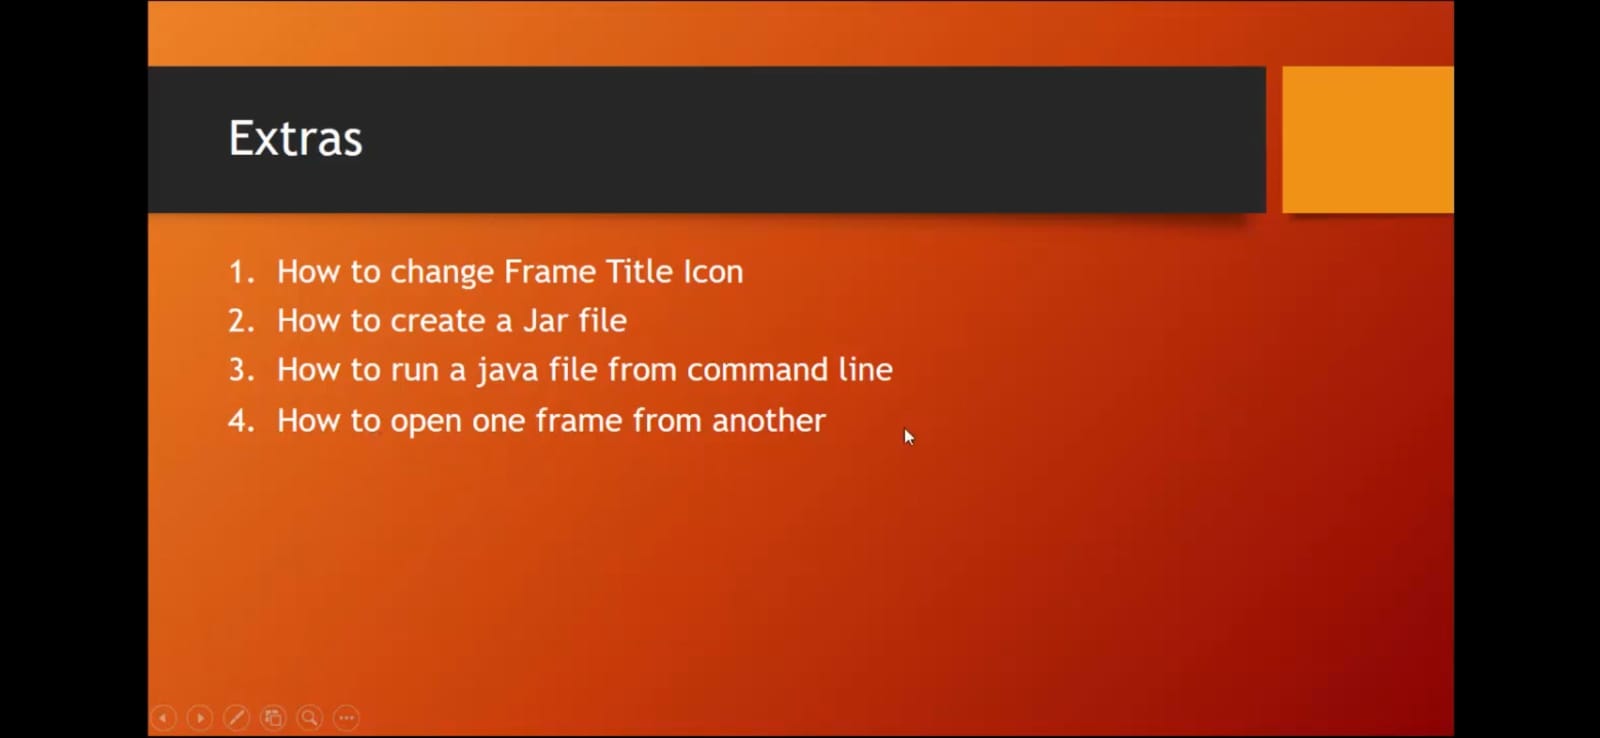 Extras
1. How to change Frame Title Icon
2. How to create a Jar file
3. How to run a java file from command line
4. How to open one frame from another